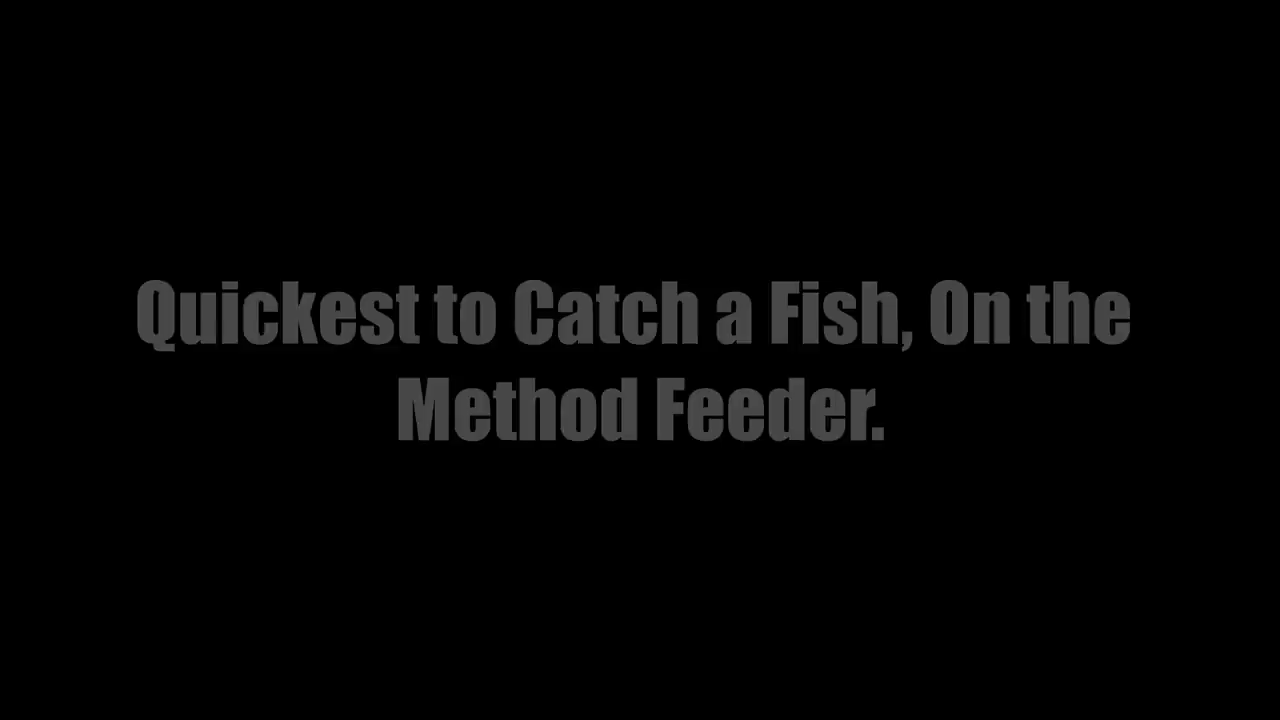 Quickest to Catch a Fish, On the
Method Feeder.